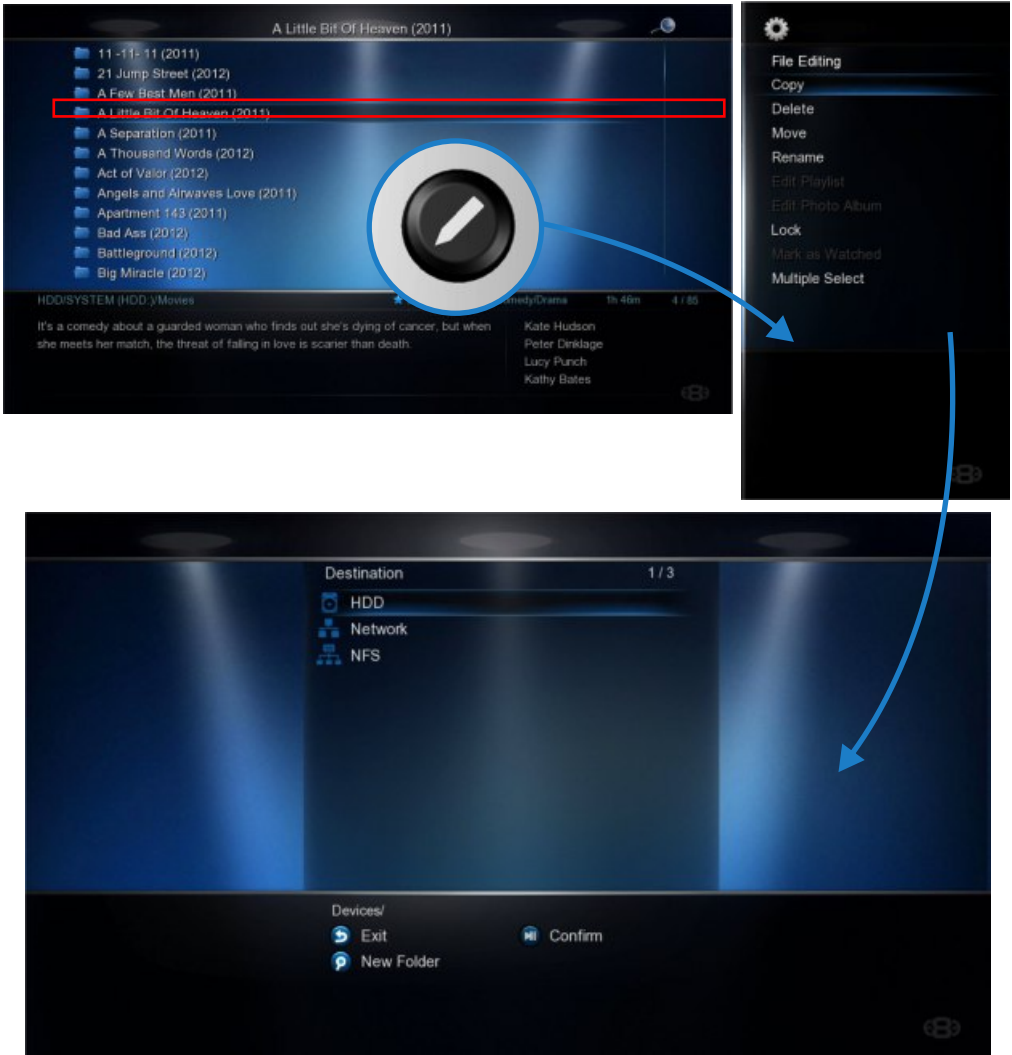 A Little Bit Of Heaven (2011)
11 -11- 11 (2011)
21 Jump Street (2012)
A Few Best Men (2011)
A Little Bit Of Heaven (2011)
A Separation (2011)
A Thousand Words (2012)
Act of Valor (2012)
Angels and Airwaves Love (2011)
Apartment 143 (2011)
Bad Ass (2012)
Battleground (2012)
Big Miracle (2012)
HDD/SYSTEM (HDD:)/Movies
medy/Drama 1h 46m 4 / 85
It's a comedy about a guarded woman who finds out she's dying of cancer, but when
she meets her match, the threat of falling in love is scarier than death.
Kate Hudson
Peter Dinklage
Lucy Punch
Kathy Bates
File Editing
Copy
Delete
Move
Rename
Edit Playlist
Edit Photo Album
Lock
Mark as Watched
Multiple Select
Destination 1 / 3
HDD
Network
NFS
Devices/
Exit Confirm
New Folder